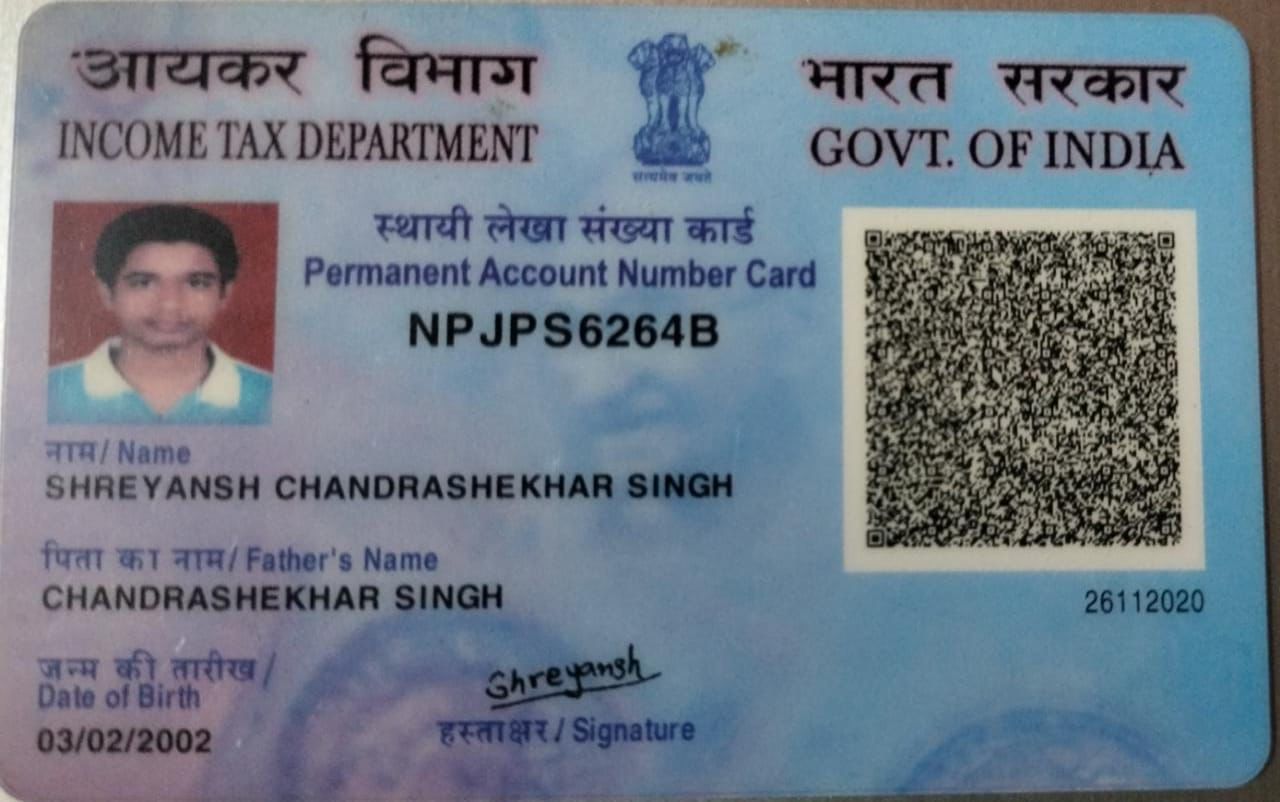 आयकर विभाग
INCOME TAX DEPARTMENT
सत्यमेव जयते
भारत सरकार
GOVT. OF INDIA
स्थायी लेखा संख्या कार्ड
Permanent Account Number Card
NPJPS6264B
नाम / Name
SHREYANSH CHANDRASHEKHAR SINGH
पिता का नाम / Father's Name
CHANDRASHEKHAR SINGH
26112020
जन्म की तारीख /
Date of Birth
03/02/2002
Shreyansh
हस्ताक्षर / Signature